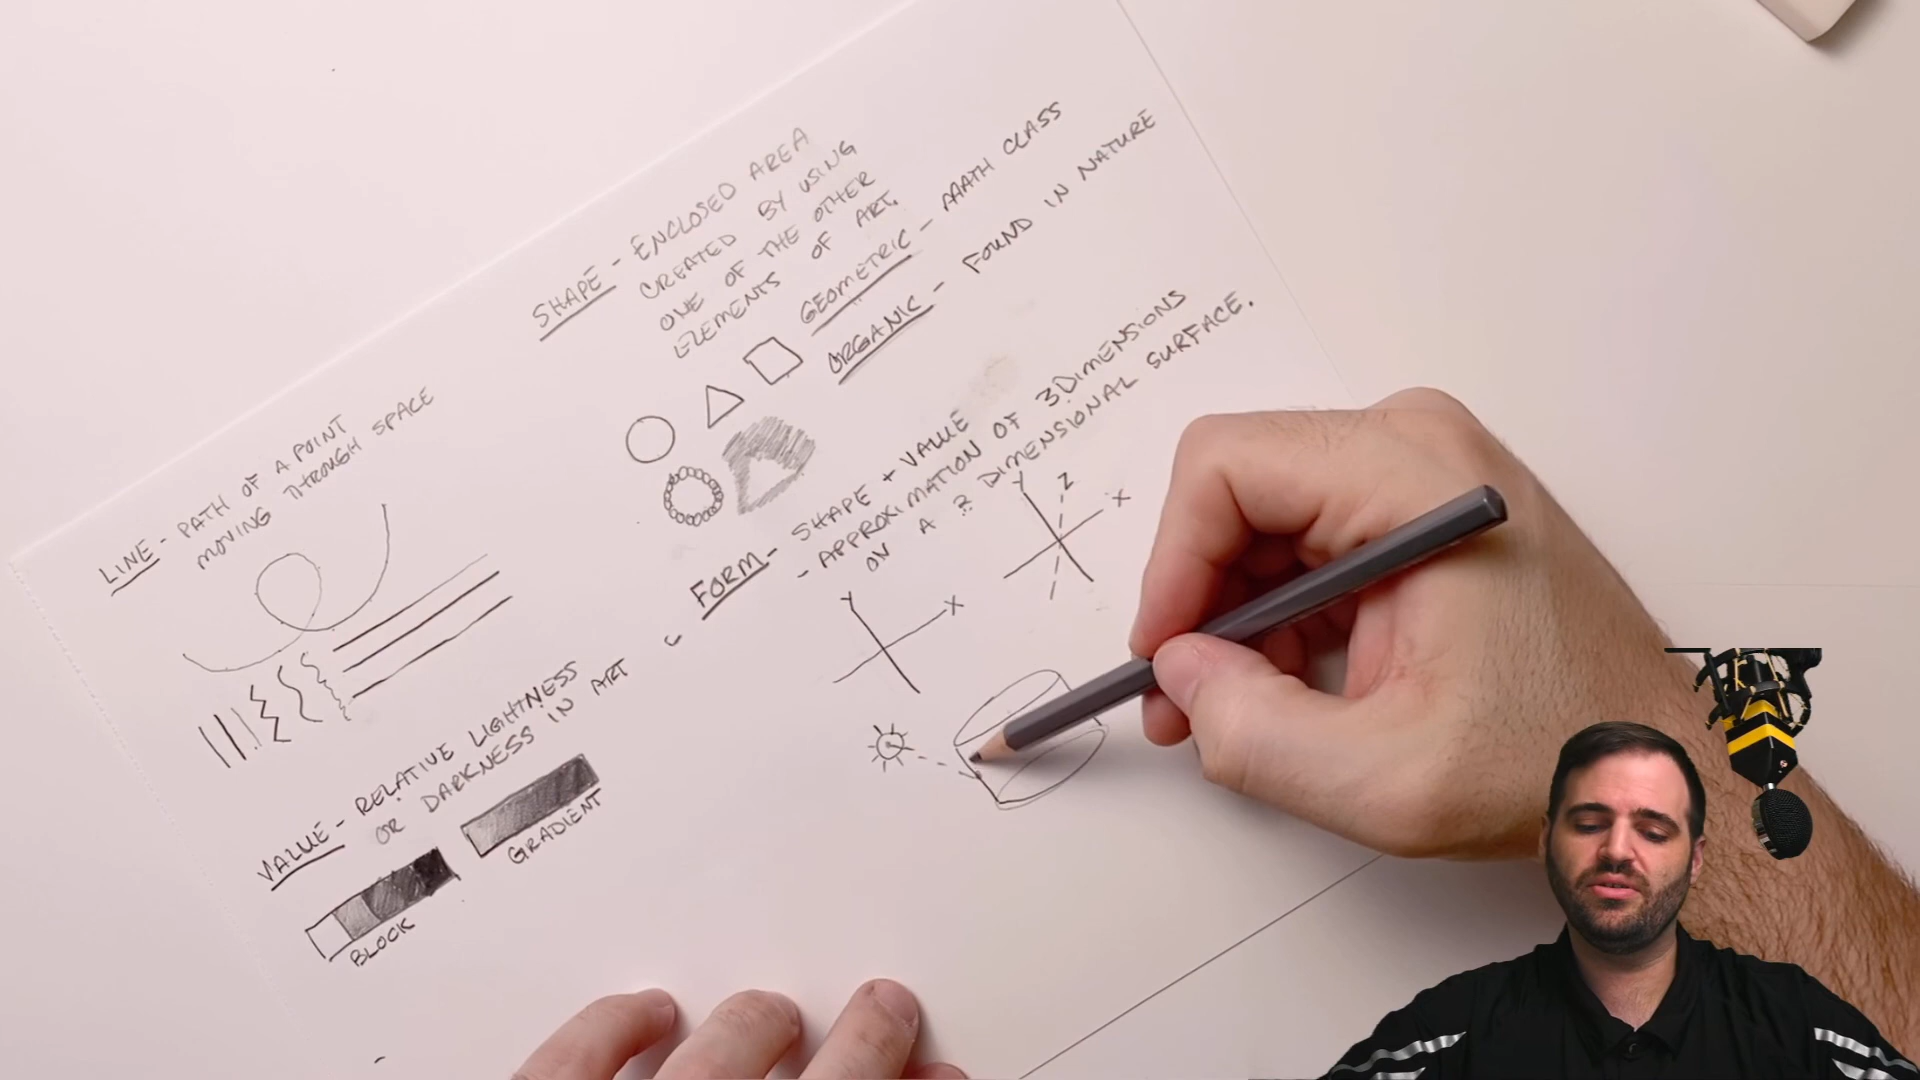 LINE - PATH OF A POINT
MOVING THROUGH SPACE
VALUE - RELATIVE LIGHTNESS
OR DARKNESS IN ART
BLOCK
GRADIENT
SHAPE - ENCLOSED AREA
CREATED BY USING
ONE OF THE OTHER
ELEMENTS OF ART.
GEOMETRIC - MATH CLASS
ORGANIC - FOUND IN NATURE
FORM - SHAPE + VALUE
- APPROXIMATION OF 3DIMENSIONS
ON A 2 DIMENSIONAL SURFACE.
Y
X
Y
Z
X